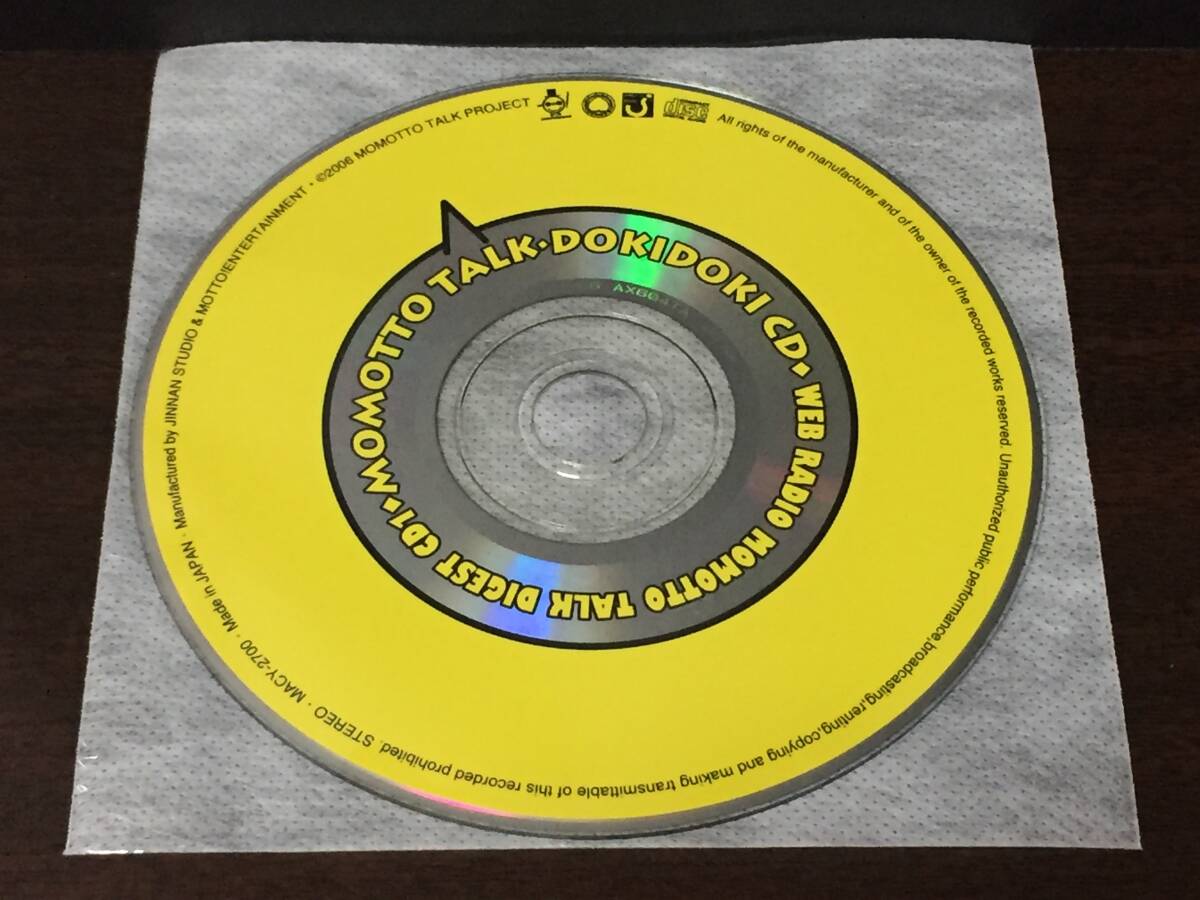 MOMOTTO TALK・DOKIDOKI CD◆WEB RADIO MOMOTTO TALK DIGEST CD1◆
disc
All rights of the manufacturer and of the owner of the recorded works reserved. Unauthorized public performance,broadcasting,renting,copying and making transmittable of this recorded prohibited. STEREO・MACY-2700・Made in JAPAN・Manufactured by JINNAN STUDIO & MOTTO!ENTERTAINMENT・©2006 MOMOTTO TALK PROJECT